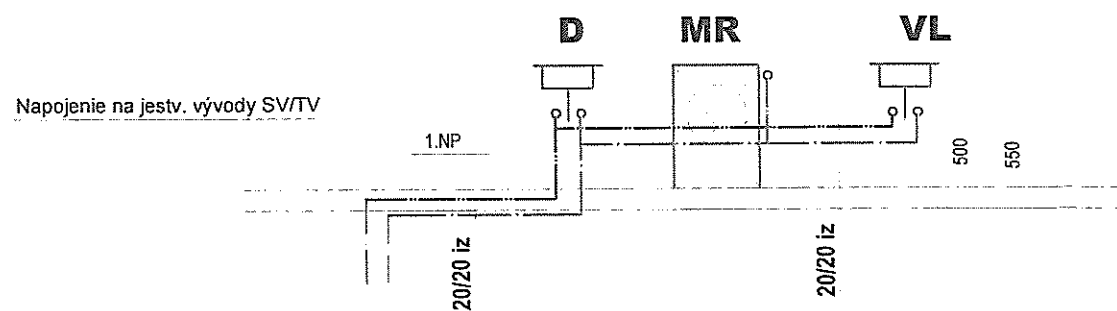 D MR VL
Napojenie na jestv. vývody SV/TV
1.NP
500
550
20/20 iz
20/20 iz